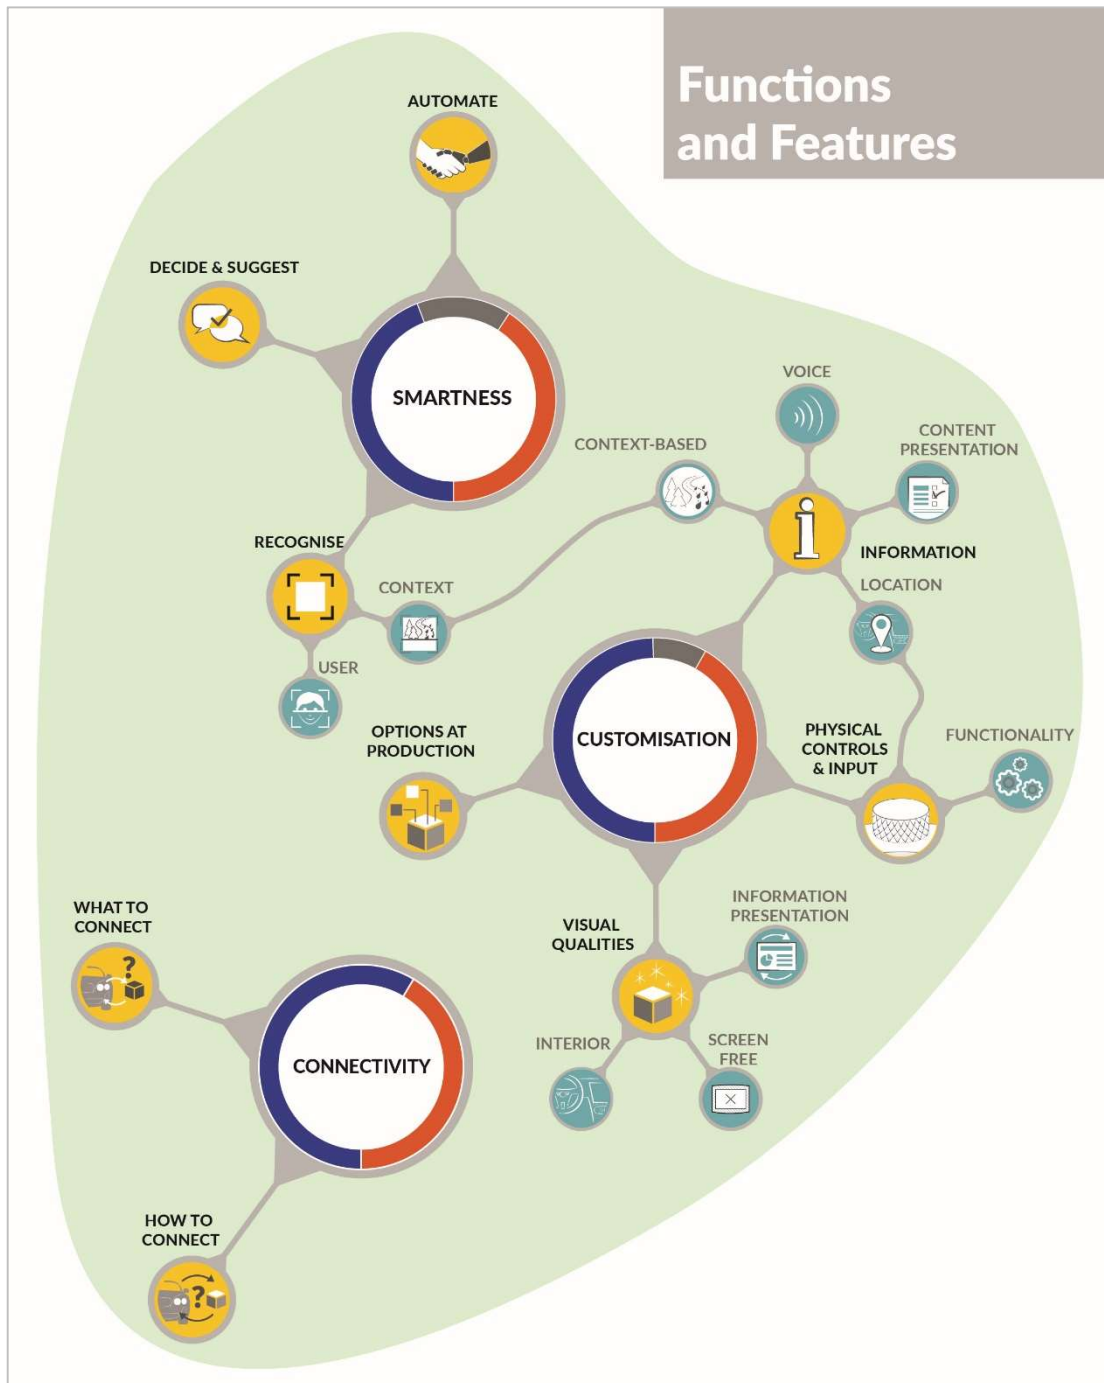 Functions
and Features
AUTOMATE
DECIDE & SUGGEST
SMARTNESS
VOICE
CONTEXT-BASED
CONTENT
PRESENTATION
RECOGNISE
INFORMATION
CONTEXT
LOCATION
USER
OPTIONS AT
PRODUCTION
CUSTOMISATION
PHYSICAL
CONTROLS
& INPUT
FUNCTIONALITY
WHAT TO
CONNECT
VISUAL
QUALITIES
INFORMATION
PRESENTATION
INTERIOR
SCREEN
FREE
CONNECTIVITY
HOW TO
CONNECT